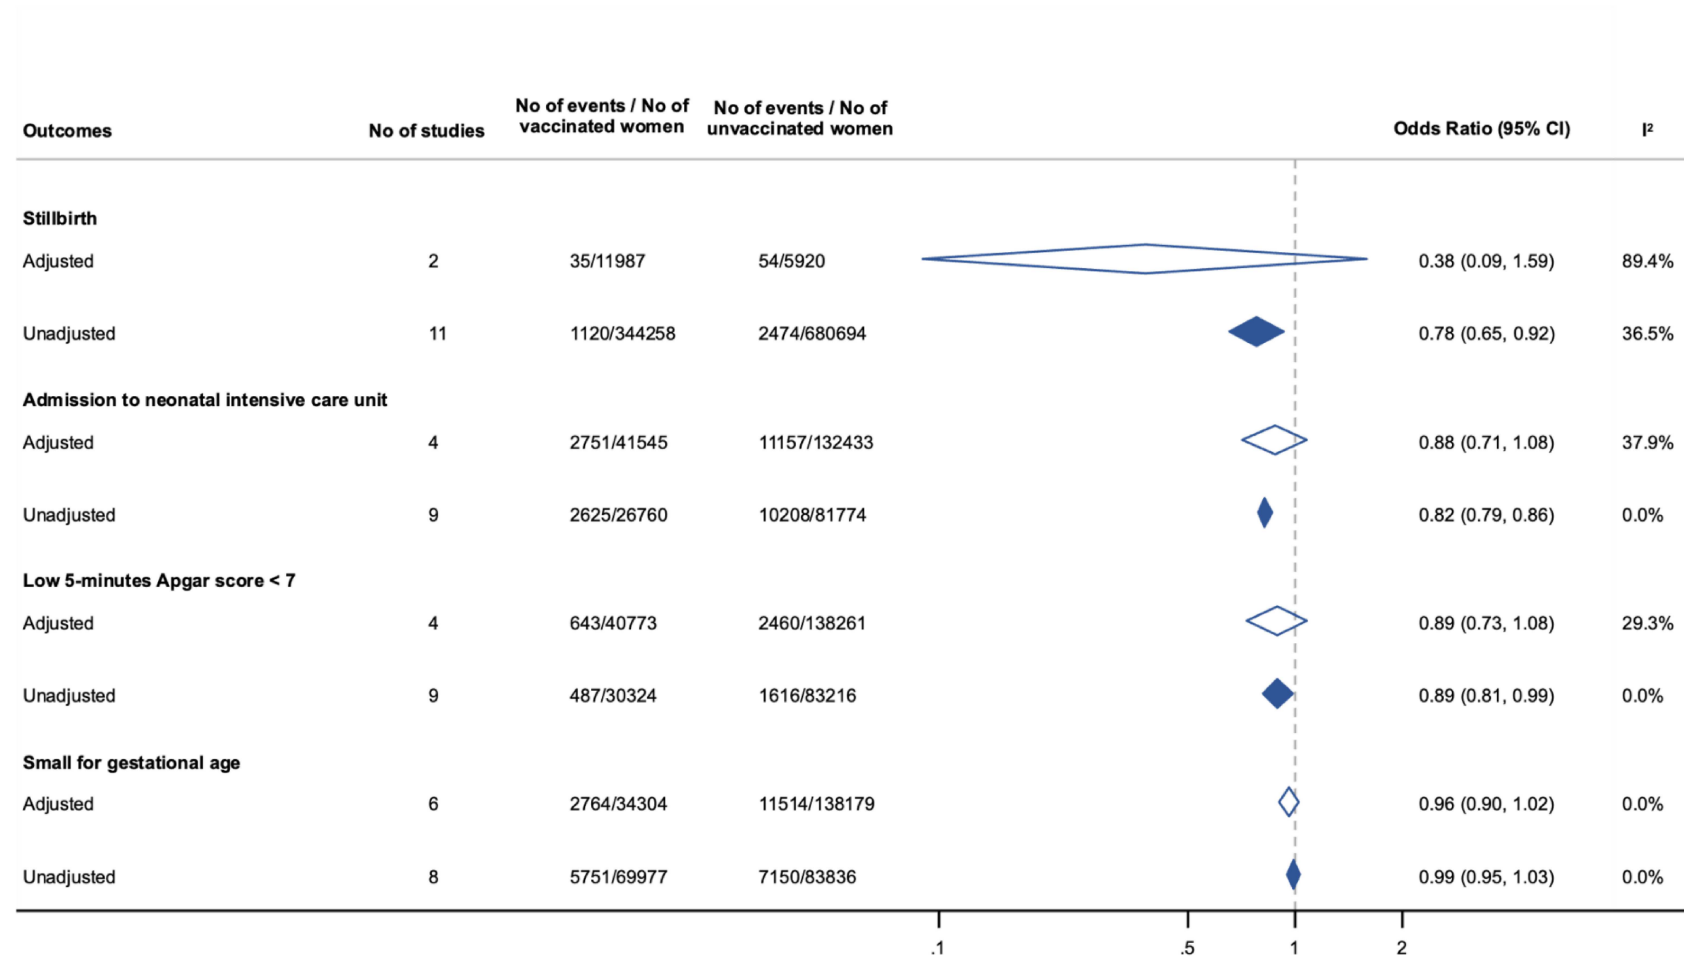 Outcomes No of studies No of events / No of vaccinated women No of events / No of unvaccinated women Odds Ratio (95% CI) I²
Stillbirth
Adjusted 2 35/11987 54/5920 0.38 (0.09, 1.59) 89.4%
Unadjusted 11 1120/344258 2474/680694 0.78 (0.65, 0.92) 36.5%
Admission to neonatal intensive care unit
Adjusted 4 2751/41545 11157/132433 0.88 (0.71, 1.08) 37.9%
Unadjusted 9 2625/26760 10208/81774 0.82 (0.79, 0.86) 0.0%
Low 5-minutes Apgar score < 7
Adjusted 4 643/40773 2460/138261 0.89 (0.73, 1.08) 29.3%
Unadjusted 9 487/30324 1616/83216 0.89 (0.81, 0.99) 0.0%
Small for gestational age
Adjusted 6 2764/34304 11514/138179 0.96 (0.90, 1.02) 0.0%
Unadjusted 8 5751/69977 7150/83836 0.99 (0.95, 1.03) 0.0%
.1 .5 1 2